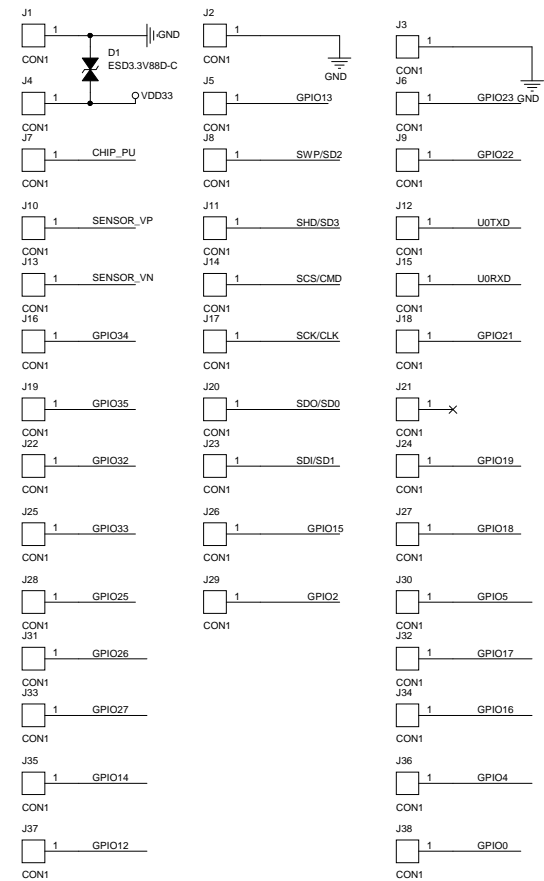 J1
1
GND
CON1
D1
ESD3.3V88D-C
J4
1
VDD33
CON1
J7
1
CHIP_PU
CON1
J10
1
SENSOR_VP
CON1
J13
1
SENSOR_VN
CON1
J16
1
GPIO34
CON1
J19
1
GPIO35
CON1
J22
1
GPIO32
CON1
J25
1
GPIO33
CON1
J28
1
GPIO25
CON1
J31
1
GPIO26
CON1
J33
1
GPIO27
CON1
J35
1
GPIO14
CON1
J37
1
GPIO12
CON1
J2
1
CON1
GND
J5
1
GPIO13
CON1
J8
1
SWP/SD2
CON1
J11
1
SHD/SD3
CON1
J14
1
SCS/CMD
CON1
J17
1
SCK/CLK
CON1
J20
1
SDO/SD0
CON1
J23
1
SDI/SD1
CON1
J26
1
GPIO15
CON1
J29
1
GPIO2
CON1
J3
1
CON1
GND
J6
1
GPIO23
CON1
J9
1
GPIO22
CON1
J12
1
U0TXD
CON1
J15
1
U0RXD
CON1
J18
1
GPIO21
CON1
J21
1
CON1
J24
1
GPIO19
CON1
J27
1
GPIO18
CON1
J30
1
GPIO5
CON1
J32
1
GPIO17
CON1
J34
1
GPIO16
CON1
J36
1
GPIO4
CON1
J38
1
GPIO0
CON1